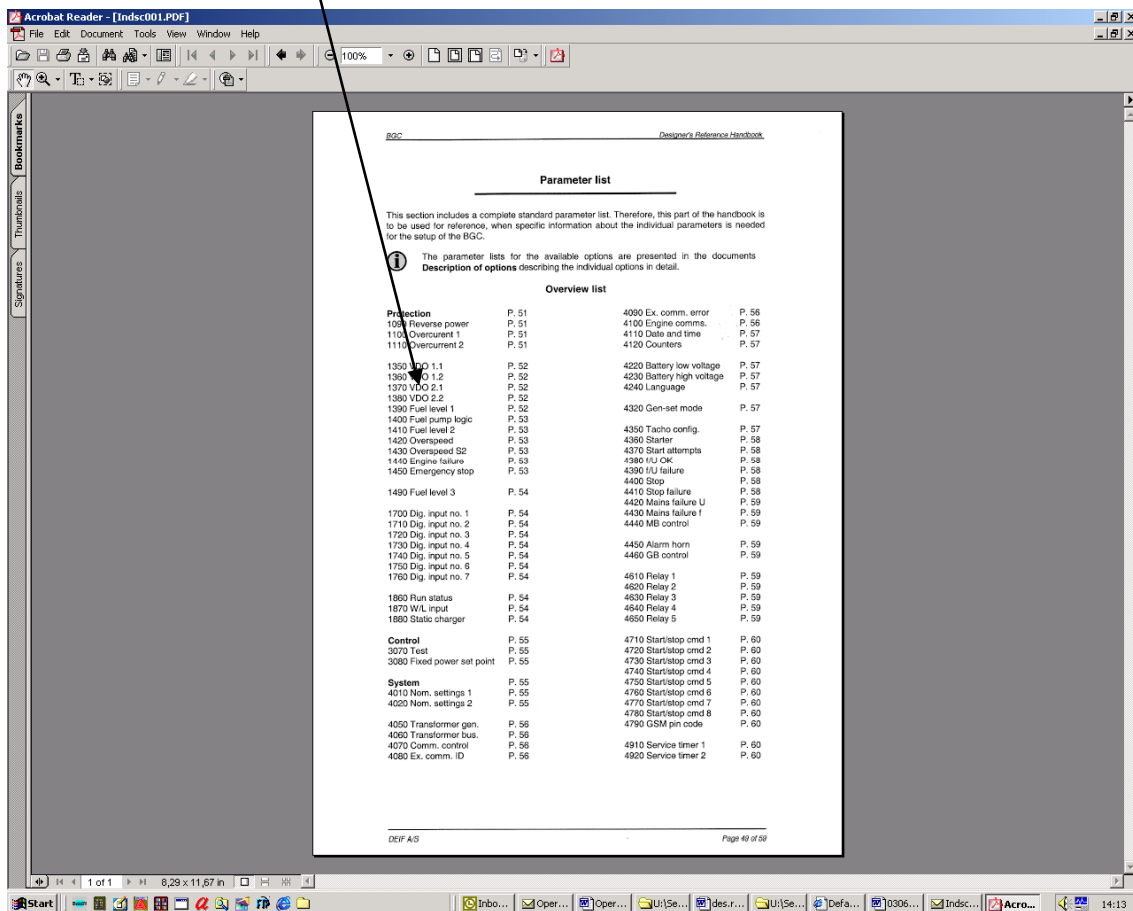 Acrobat Reader - [Indsc001.PDF]
File Edit Document Tools View Window Help
100%
Bookmarks
Thumbnails
Signatures
BGC Designer's Reference Handbook
Parameter list
This section includes a complete standard parameter list. Therefore, this part of the handbook is
to be used for reference, when specific information about the individual parameters is needed
for the setup of the BGC.
The parameter lists for the available options are presented in the documents
Description of options describing the individual options in detail.
Overview list
Protection P. 51
1090 Reverse power P. 51
1100 Overcurent 1 P. 51
1110 Overcurrent 2 P. 51
1350 VDO 1.1 P. 52
1360 VDO 1.2 P. 52
1370 VDO 2.1 P. 52
1380 VDO 2.2 P. 52
1390 Fuel level 1 P. 52
1400 Fuel pump logic P. 53
1410 Fuel level 2 P. 53
1420 Overspeed P. 53
1430 Overspeed S2 P. 53
1440 Engine failure P. 53
1450 Emergency stop P. 53
1490 Fuel level 3 P. 54
1700 Dig. input no. 1 P. 54
1710 Dig. input no. 2 P. 54
1720 Dig. input no. 3 P. 54
1730 Dig. input no. 4 P. 54
1740 Dig. input no. 5 P. 54
1750 Dig. input no. 6 P. 54
1760 Dig. input no. 7 P. 54
1860 Run status P. 54
1870 W/L input P. 54
1880 Static charger P. 54
Control P. 55
3070 Test P. 55
3080 Fixed power set point P. 55
System P. 55
4010 Nom. settings 1 P. 55
4020 Nom. settings 2 P. 55
4050 Transformer gen. P. 56
4060 Transformer bus. P. 56
4070 Comm. control P. 56
4080 Ex. comm. ID P. 56
4090 Ex. comm. error P. 56
4100 Engine comms. P. 56
4110 Date and time P. 57
4120 Counters P. 57
4220 Battery low voltage P. 57
4230 Battery high voltage P. 57
4240 Language P. 57
4320 Gen-set mode P. 57
4350 Tacho config. P. 57
4360 Starter P. 58
4370 Start attempts P. 58
4380 f/U OK P. 58
4390 f/U failure P. 58
4400 Stop P. 58
4410 Stop failure P. 58
4420 Mains failure U P. 59
4430 Mains failure f P. 59
4440 MB control P. 59
4450 Alarm horn P. 59
4460 GB control P. 59
4610 Relay 1 P. 59
4620 Relay 2 P. 59
4630 Relay 3 P. 59
4640 Relay 4 P. 59
4650 Relay 5 P. 59
4710 Start/stop cmd 1 P. 60
4720 Start/stop cmd 2 P. 60
4730 Start/stop cmd 3 P. 60
4740 Start/stop cmd 4 P. 60
4750 Start/stop cmd 5 P. 60
4760 Start/stop cmd 6 P. 60
4770 Start/stop cmd 7 P. 60
4780 Start/stop cmd 8 P. 60
4790 GSM pin code P. 60
4910 Service timer 1 P. 60
4920 Service timer 2 P. 60
DEIF A/S Page 49 of 59
1 of 1 8,29 x 11,67 in
Start Inbo... Oper... Oper... U:\Se... des.r... U:\Se... Defa... 0306... Indsc... Acro... 14:13